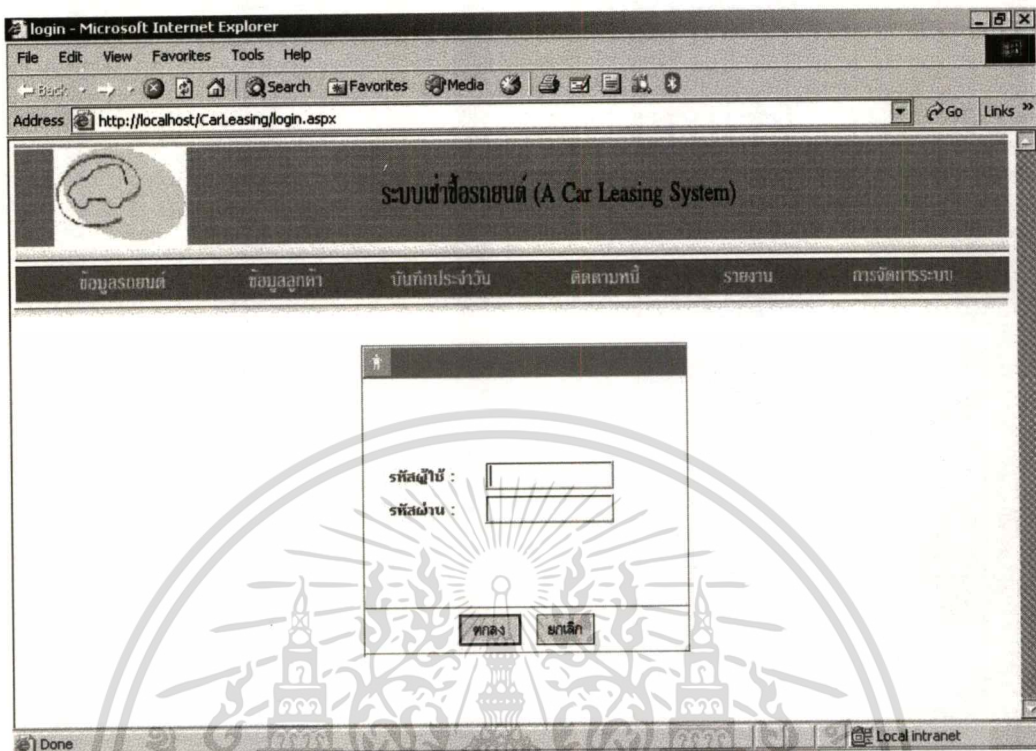 login - Microsoft Internet Explorer
File Edit View Favorites Tools Help
Back Search Favorites Media
Address http://localhost/CarLeasing/login.aspx Go Links »
ระบบเช่าซื้อรถยนต์ (A Car Leasing System)
ข้อมูลรถยนต์ ข้อมูลลูกค้า บันทึกประจำวัน ติดตามหนี้ รายงาน การจัดการระบบ
รหัสผู้ใช้ :
รหัสผ่าน :
ตกลง ยกเลิก
Done Local intranet